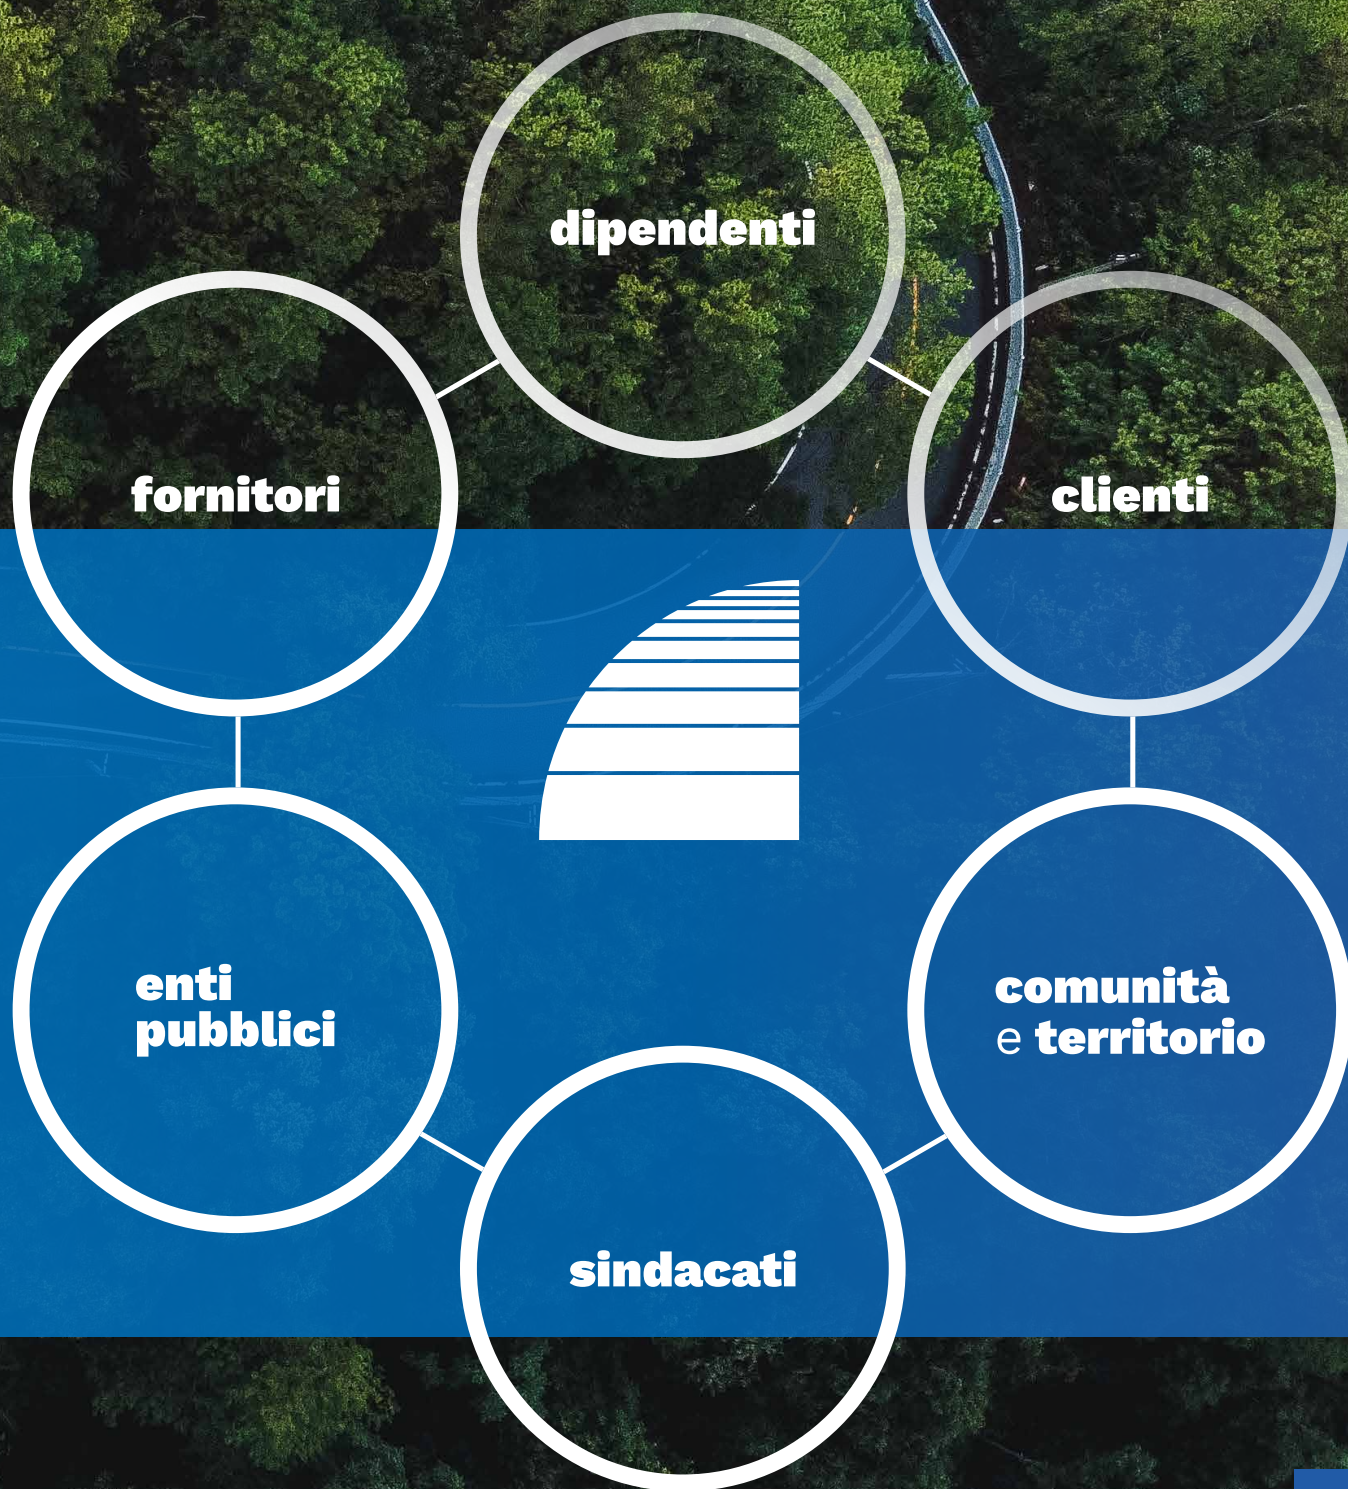 dipendenti
fornitori
clienti
enti
pubblici
comunità
e territorio
sindacati